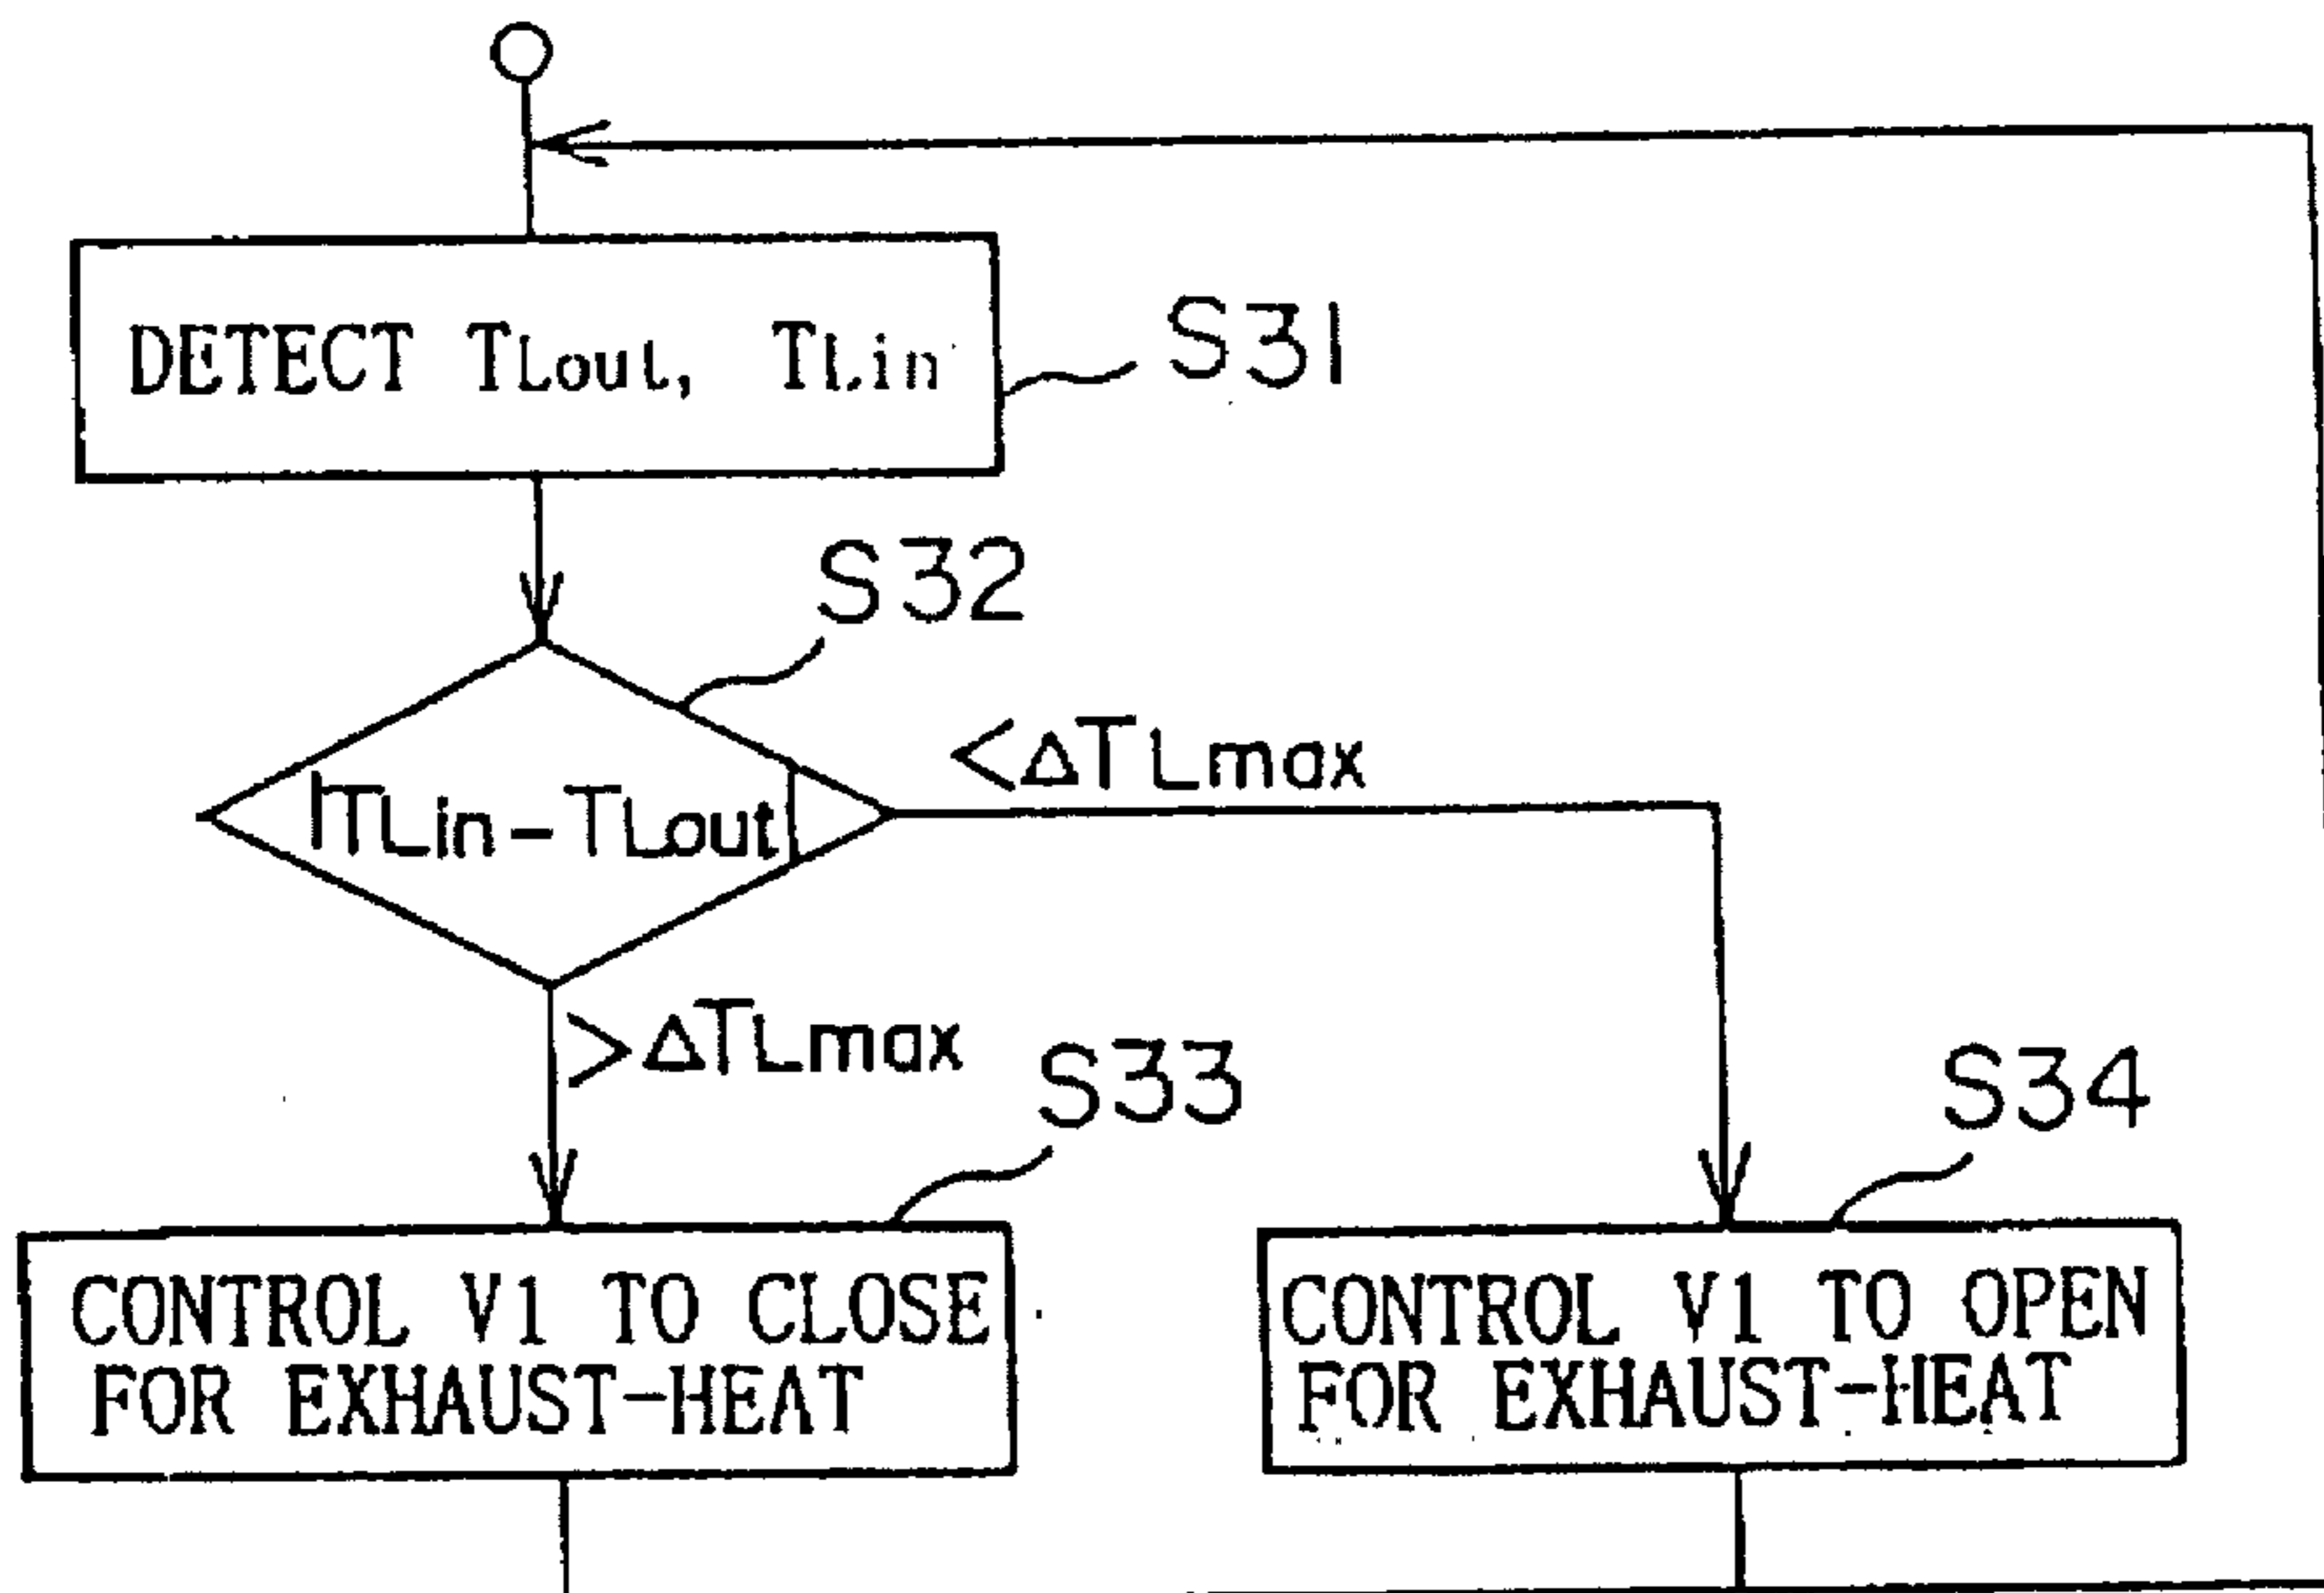 DETECT TLout, TLin
S31
S32
|TLin-TLout|
<ΔTLmax
>ΔTLmax
S33
S34
CONTROL V1 TO CLOSE
FOR EXHAUST-HEAT
CONTROL V1 TO OPEN
FOR EXHAUST-HEAT